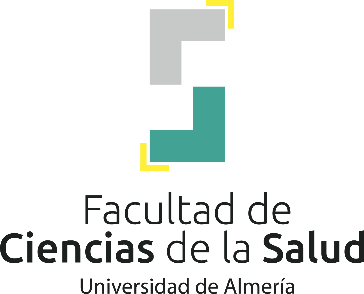 Facultad de
Ciencias de la Salud
Universidad de Almería